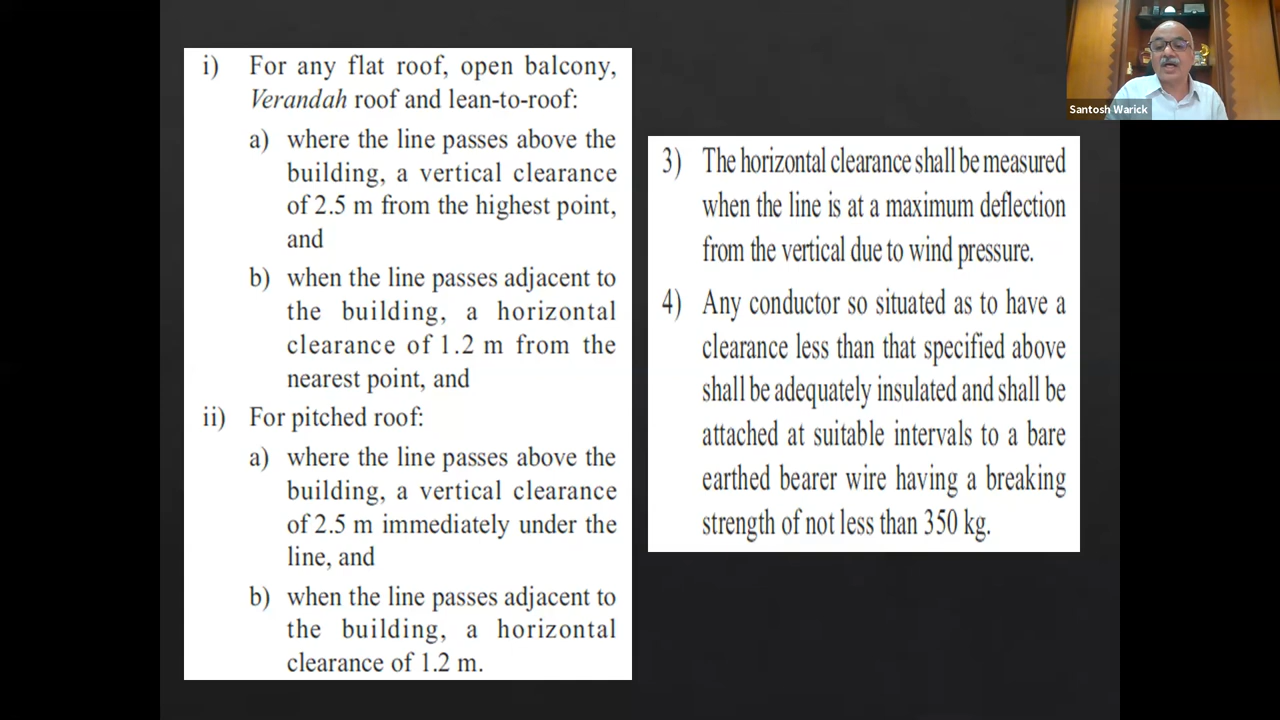 i) For any flat roof, open balcony,
Verandah roof and lean-to-roof:
a) where the line passes above the
building, a vertical clearance
of 2.5 m from the highest point,
and
b) when the line passes adjacent to
the building, a horizontal
clearance of 1.2 m from the
nearest point, and
ii) For pitched roof:
a) where the line passes above the
building, a vertical clearance
of 2.5 m immediately under the
line, and
b) when the line passes adjacent to
the building, a horizontal
clearance of 1.2 m.
3) The horizontal clearance shall be measured
when the line is at a maximum deflection
from the vertical due to wind pressure.
4) Any conductor so situated as to have a
clearance less than that specified above
shall be adequately insulated and shall be
attached at suitable intervals to a bare
earthed bearer wire having a breaking
strength of not less than 350 kg.
Santosh Warick